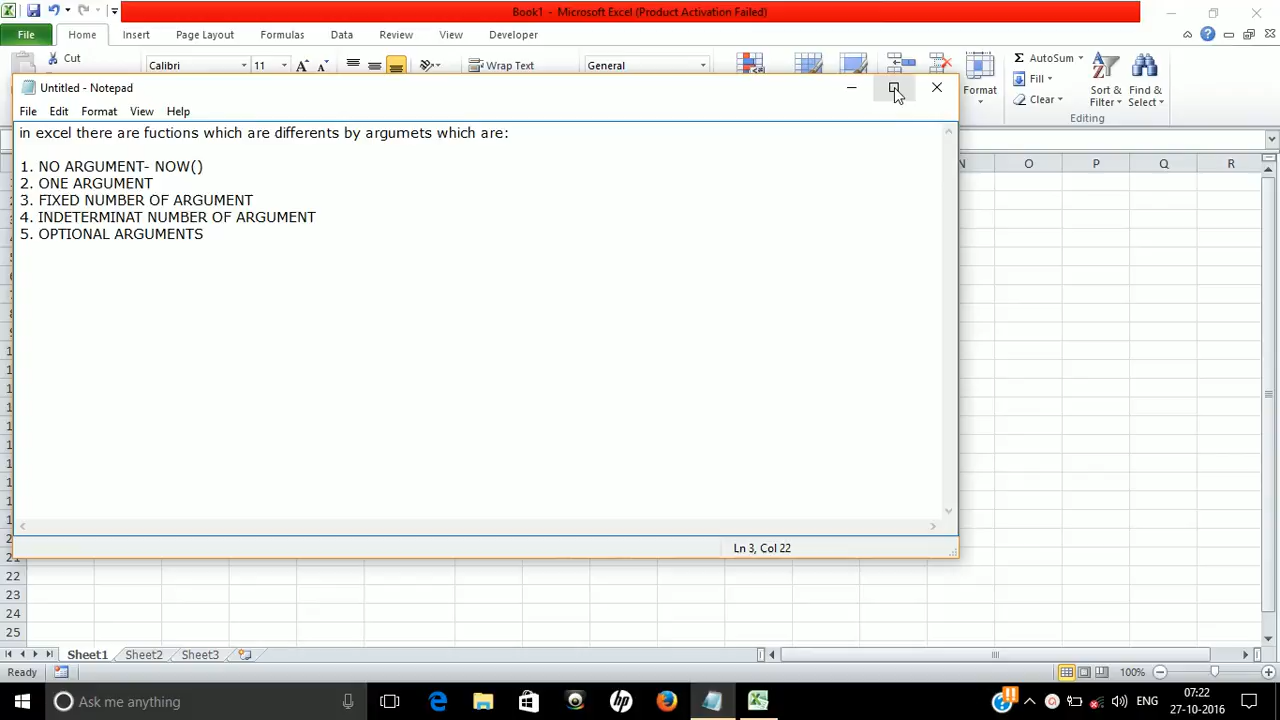 Book1 - Microsoft Excel (Product Activation Failed)
File Home Insert Page Layout Formulas Data Review View Developer
Cut
Calibri 11 Wrap Text General
AutoSum
Fill
Clear
Format
Sort & Filter
Find & Select
Editing
Untitled - Notepad
File Edit Format View Help
in excel there are fuctions which are differents by argumets which are:
1. NO ARGUMENT- NOW()
2. ONE ARGUMENT
3. FIXED NUMBER OF ARGUMENT
4. INDETERMINAT NUMBER OF ARGUMENT
5. OPTIONAL ARGUMENTS
Ln 3, Col 22
N O P Q R
22
23
24
25
Sheet1 Sheet2 Sheet3
Ready 100%
Ask me anything
ENG
07:22
27-10-2016